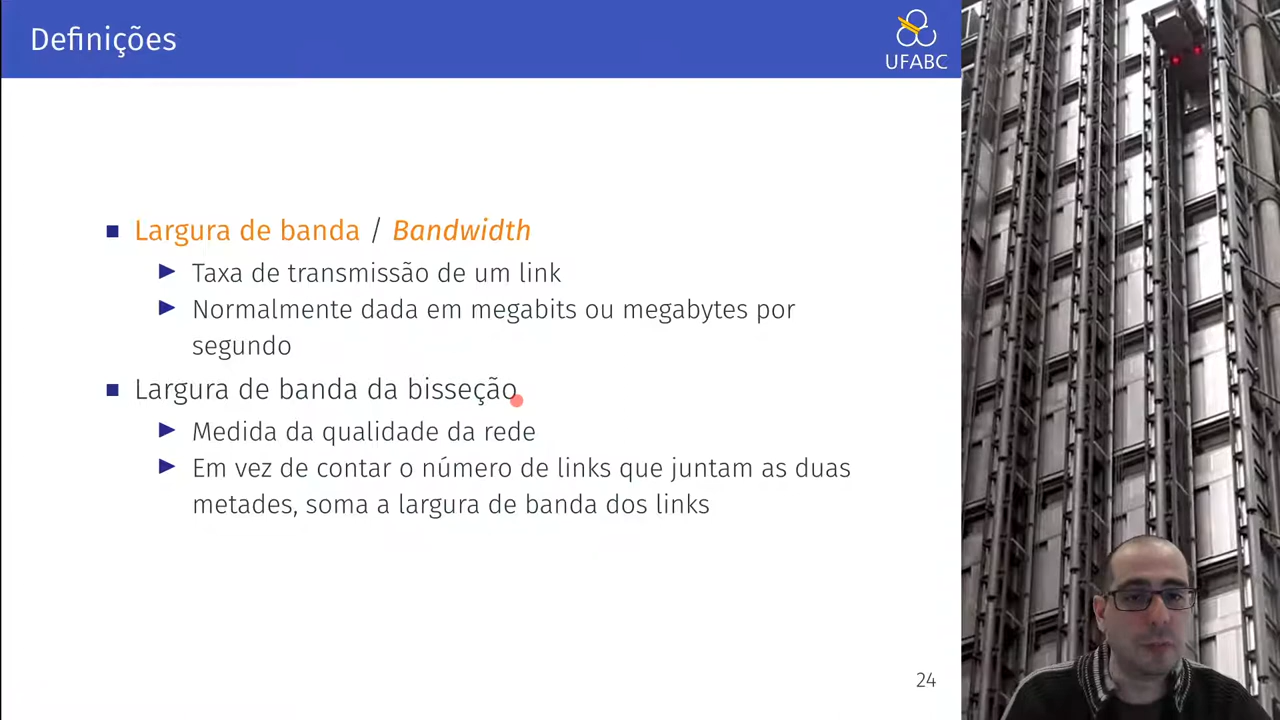 Definições
UFABC
Largura de banda / Bandwidth
Taxa de transmissão de um link
Normalmente dada em megabits ou megabytes por
segundo
Largura de banda da bisseção
Medida da qualidade da rede
Em vez de contar o número de links que juntam as duas
metades, soma a largura de banda dos links
24